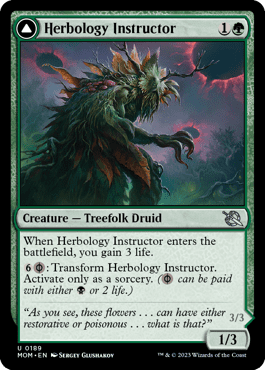 Herbology Instructor 1
Creature — Treefolk Druid
When Herbology Instructor enters the
battlefield, you gain 3 life.
6 : Transform Herbology Instructor.
Activate only as a sorcery. ( can be paid
with either or 2 life.)
“As you see, these flowers . . . can have either
restorative or poisonous . . . what is that?”
3/3
1/3
U 0189
MOM • EN SERGEY GLUSHAKOV
™ & © 2023 Wizards of the Coast